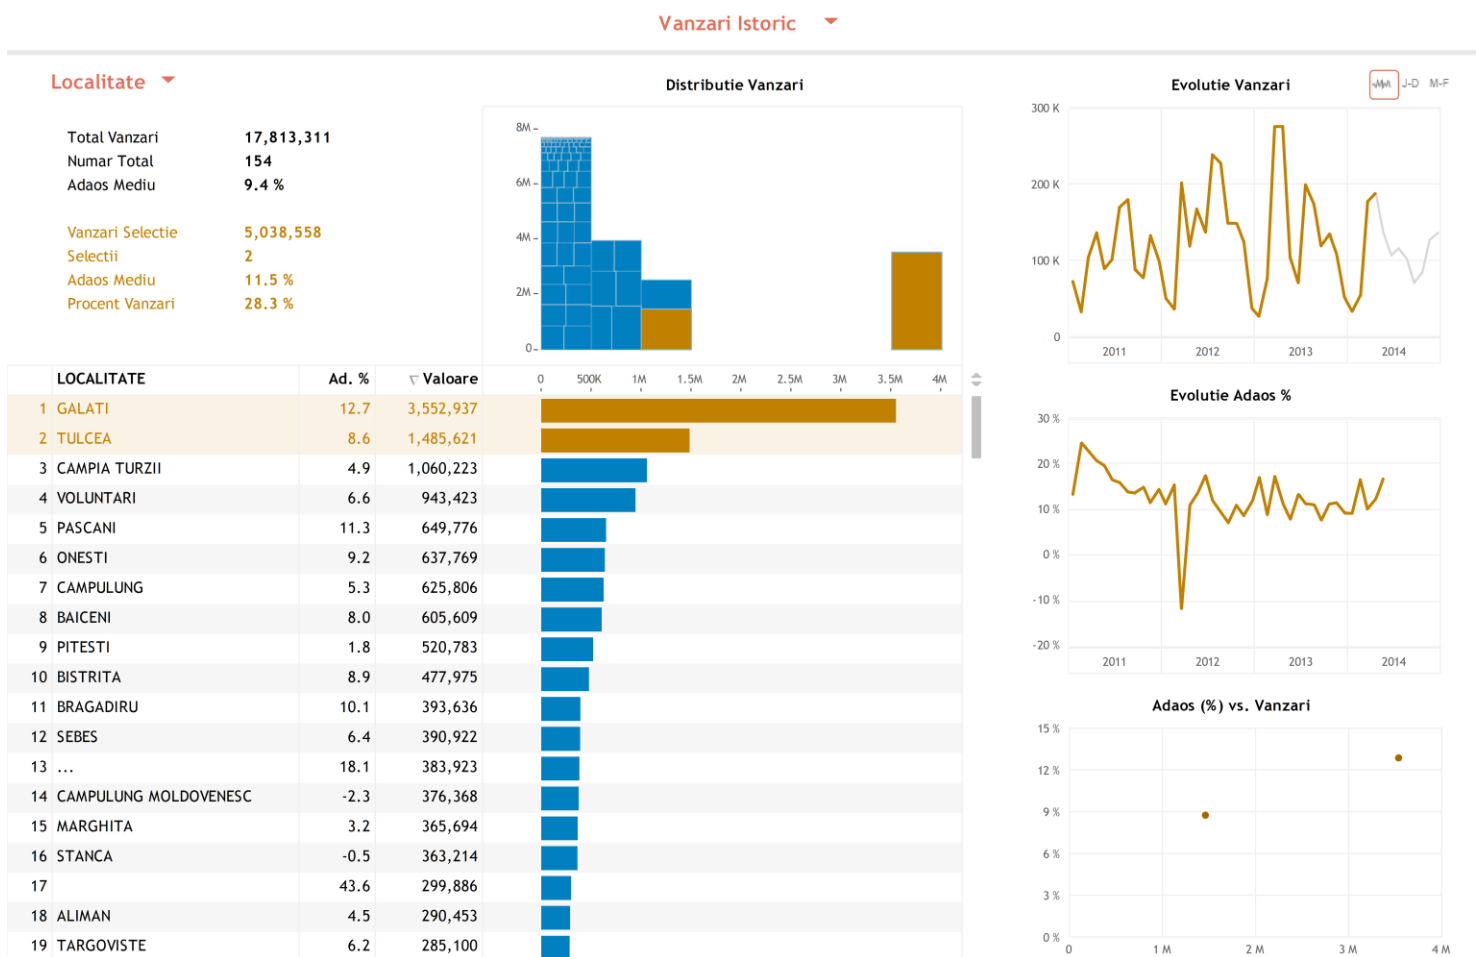 Vanzari Istoric
Localitate
Total Vanzari 17,813,311
Numar Total 154
Adaos Mediu 9.4 %
Vanzari Selectie 5,038,558
Selectii 2
Adaos Mediu 11.5 %
Procent Vanzari 28.3 %
Distributie Vanzari
8M
6M
4M
2M
0
LOCALITATE Ad. % Valoare 0 500K 1M 1.5M 2M 2.5M 3M 3.5M 4M
1 GALATI 12.7 3,552,937
2 TULCEA 8.6 1,485,621
3 CAMPIA TURZII 4.9 1,060,223
4 VOLUNTARI 6.6 943,423
5 PASCANI 11.3 649,776
6 ONESTI 9.2 637,769
7 CAMPULUNG 5.3 625,806
8 BAICENI 8.0 605,609
9 PITESTI 1.8 520,783
10 BISTRITA 8.9 477,975
11 BRAGADIRU 10.1 393,636
12 SEBES 6.4 390,922
13 ... 18.1 383,923
14 CAMPULUNG MOLDOVENESC -2.3 376,368
15 MARGHITA 3.2 365,694
16 STANCA -0.5 363,214
17 43.6 299,886
18 ALIMAN 4.5 290,453
19 TARGOVISTE 6.2 285,100
Evolutie Vanzari
J-D M-F
300 K
200 K
100 K
0
2011 2012 2013 2014
Evolutie Adaos %
30 %
20 %
10 %
0 %
-10 %
-20 %
2011 2012 2013 2014
Adaos (%) vs. Vanzari
15 %
12 %
9 %
6 %
3 %
0 %
0 1 M 2 M 3 M 4 M